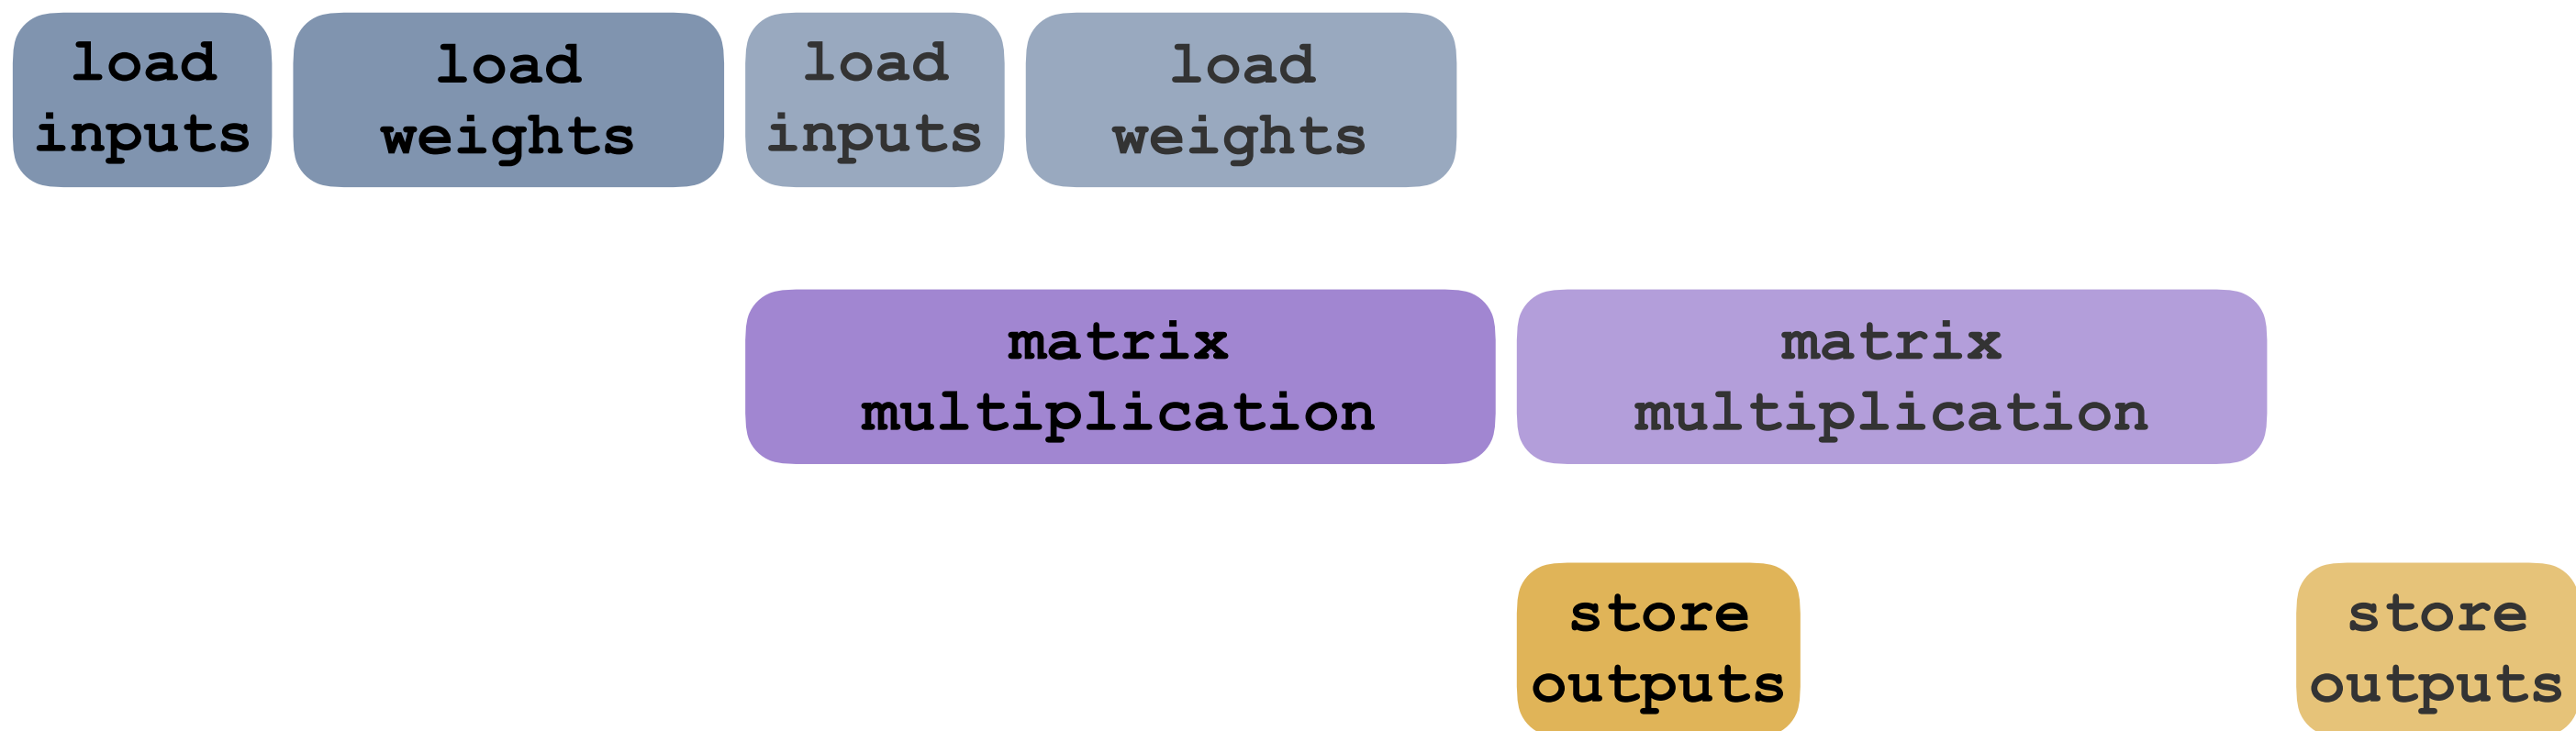 load
inputs
load
weights
load
inputs
load
weights
matrix
multiplication
matrix
multiplication
store
outputs
store
outputs